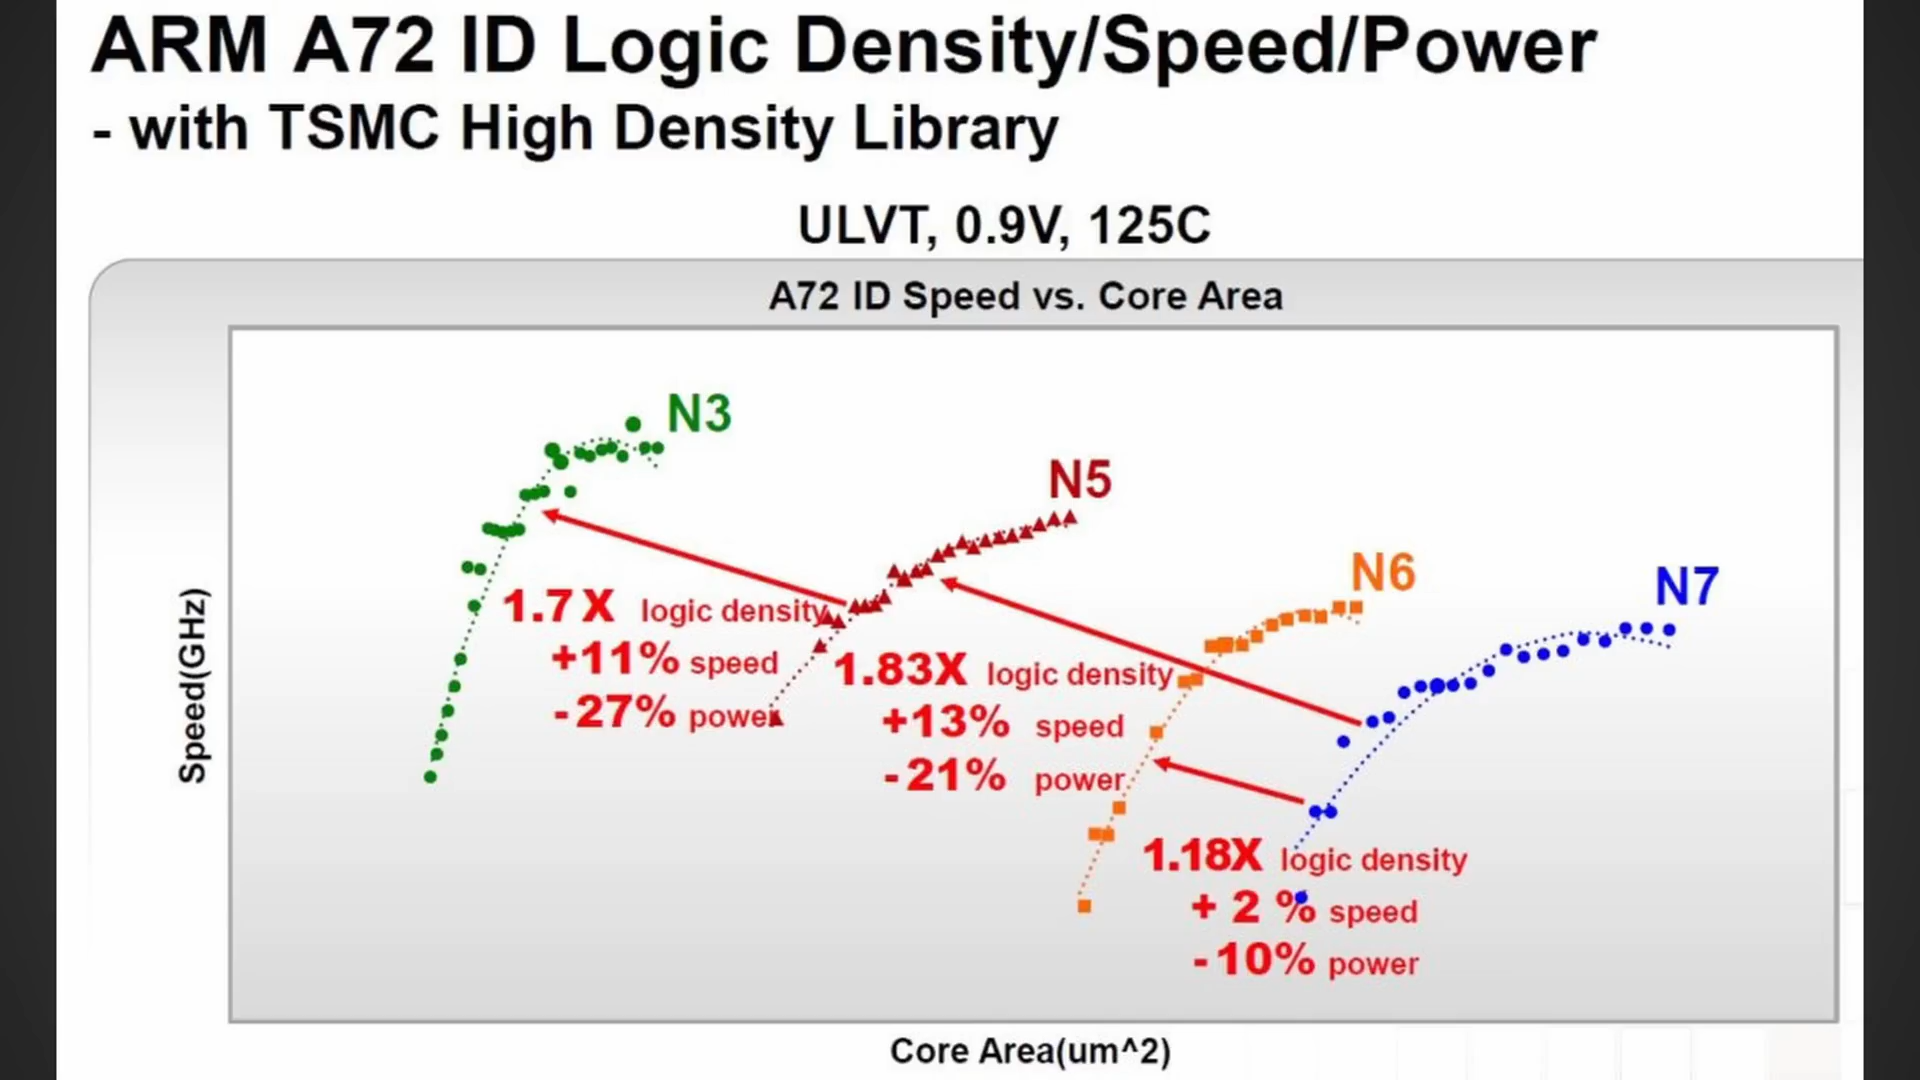 ARM A72 ID Logic Density/Speed/Power
- with TSMC High Density Library
ULVT, 0.9V, 125C
A72 ID Speed vs. Core Area
N3
N5
N6
N7
1.7X logic density
+11% speed
-27% power
1.83X logic density
+13% speed
-21% power
1.18X logic density
+ 2 % speed
-10% power
Speed(GHz)
Core Area(um^2)